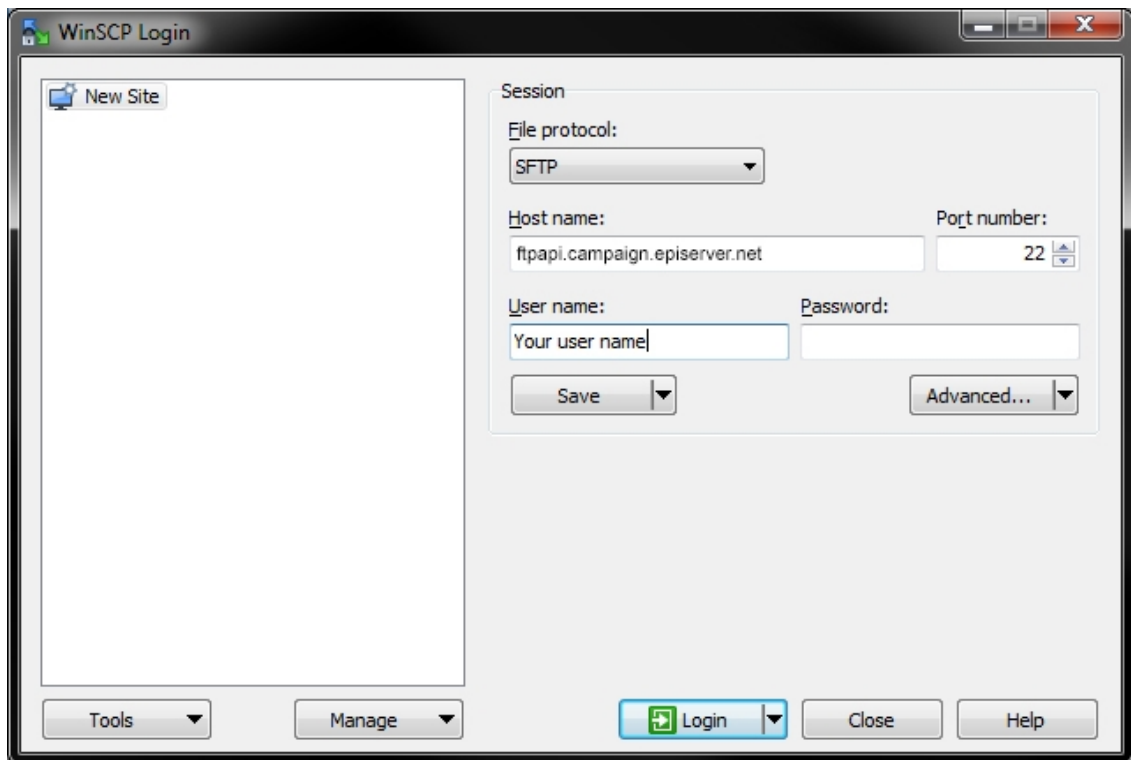 WinSCP Login
New Site
Session
File protocol:
SFTP
Host name:
Port number:
ftpapi.campaign.episerver.net
22
User name:
Password:
Your user name
Save
Advanced...
Tools
Manage
Login
Close
Help